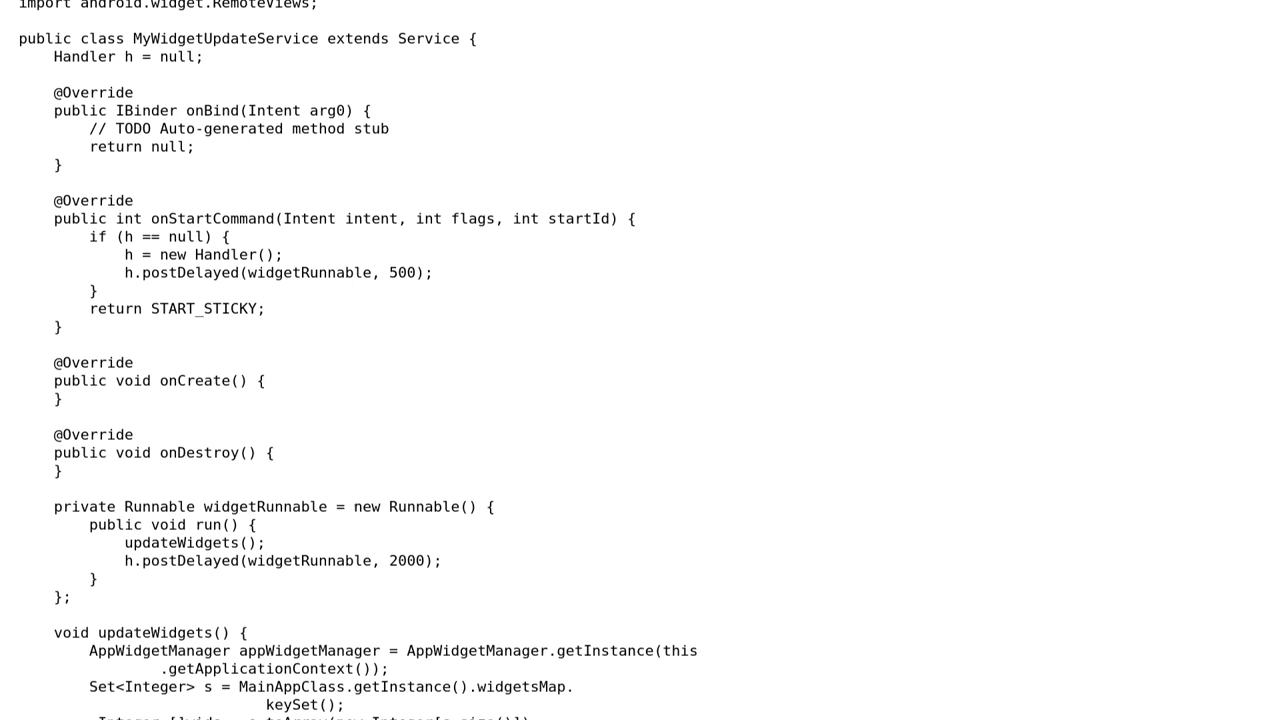 import android.widget.RemoteViews;
public class MyWidgetUpdateService extends Service {
Handler h = null;
@Override
public IBinder onBind(Intent arg0) {
// TODO Auto-generated method stub
return null;
}
@Override
public int onStartCommand(Intent intent, int flags, int startId) {
if (h == null) {
h = new Handler();
h.postDelayed(widgetRunnable, 500);
}
return START_STICKY;
}
@Override
public void onCreate() {
}
@Override
public void onDestroy() {
}
private Runnable widgetRunnable = new Runnable() {
public void run() {
updateWidgets();
h.postDelayed(widgetRunnable, 2000);
}
};
void updateWidgets() {
AppWidgetManager appWidgetManager = AppWidgetManager.getInstance(this
.getApplicationContext());
Set<Integer> s = MainAppClass.getInstance().widgetsMap.
keySet();